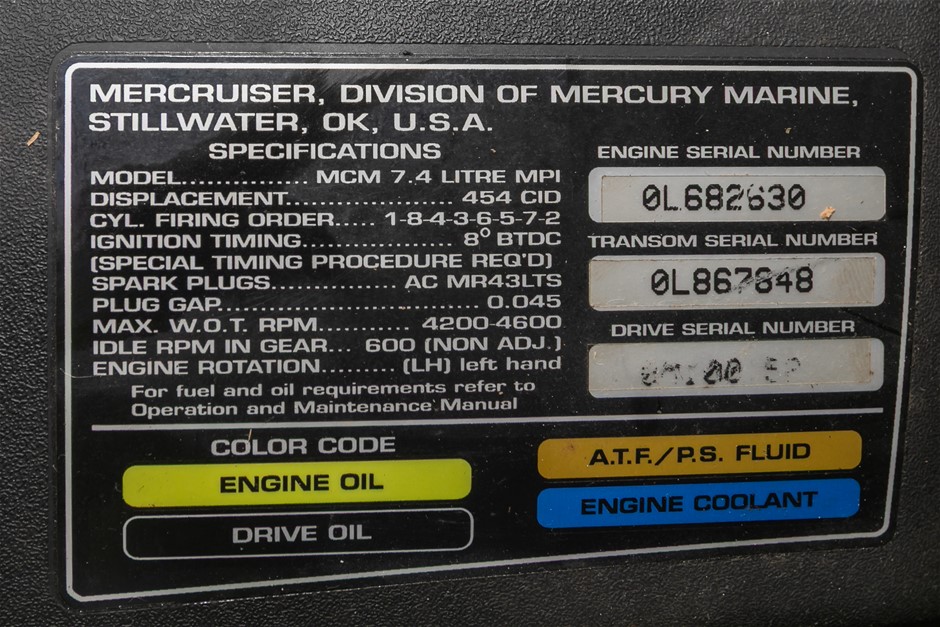 MERCRUISER, DIVISION OF MERCURY MARINE,
STILLWATER, OK, U.S.A.
SPECIFICATIONS
MODEL............... MCM 7.4 LITRE MPI
DISPLACEMENT.................... 454 CID
CYL. FIRING ORDER..... 1-8-4-3-6-5-7-2
IGNITION TIMING.................. 8° BTDC
(SPECIAL TIMING PROCEDURE REQ'D)
SPARK PLUGS............... AC MR43LTS
PLUG GAP............................... 0.045
MAX. W.O.T. RPM........... 4200-4600
IDLE RPM IN GEAR... 600 (NON ADJ.)
ENGINE ROTATION......... (LH) left hand
For fuel and oil requirements refer to
Operation and Maintenance Manual
ENGINE SERIAL NUMBER
0L682630
TRANSOM SERIAL NUMBER
0L867848
DRIVE SERIAL NUMBER
COLOR CODE
ENGINE OIL
DRIVE OIL
A.T.F./P.S. FLUID
ENGINE COOLANT